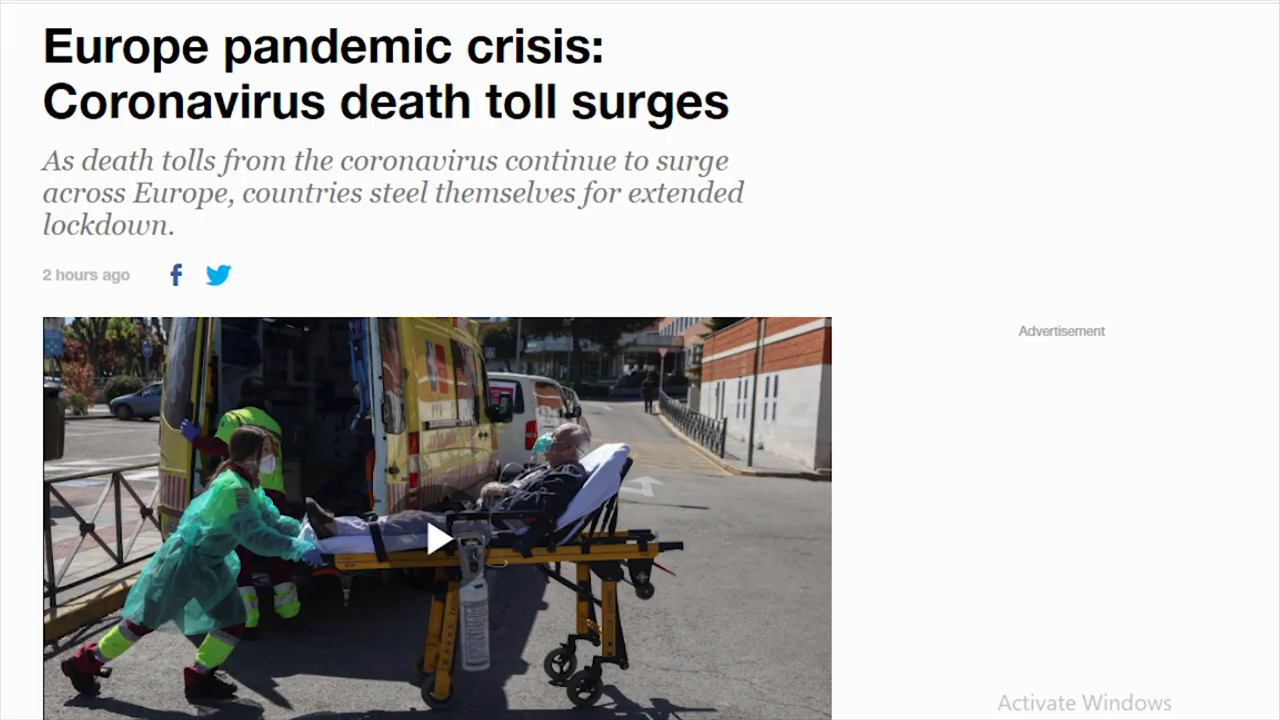 Europe pandemic crisis:
Coronavirus death toll surges
As death tolls from the coronavirus continue to surge
across Europe, countries steel themselves for extended
lockdown.
2 hours ago
Advertisement
Activate Windows